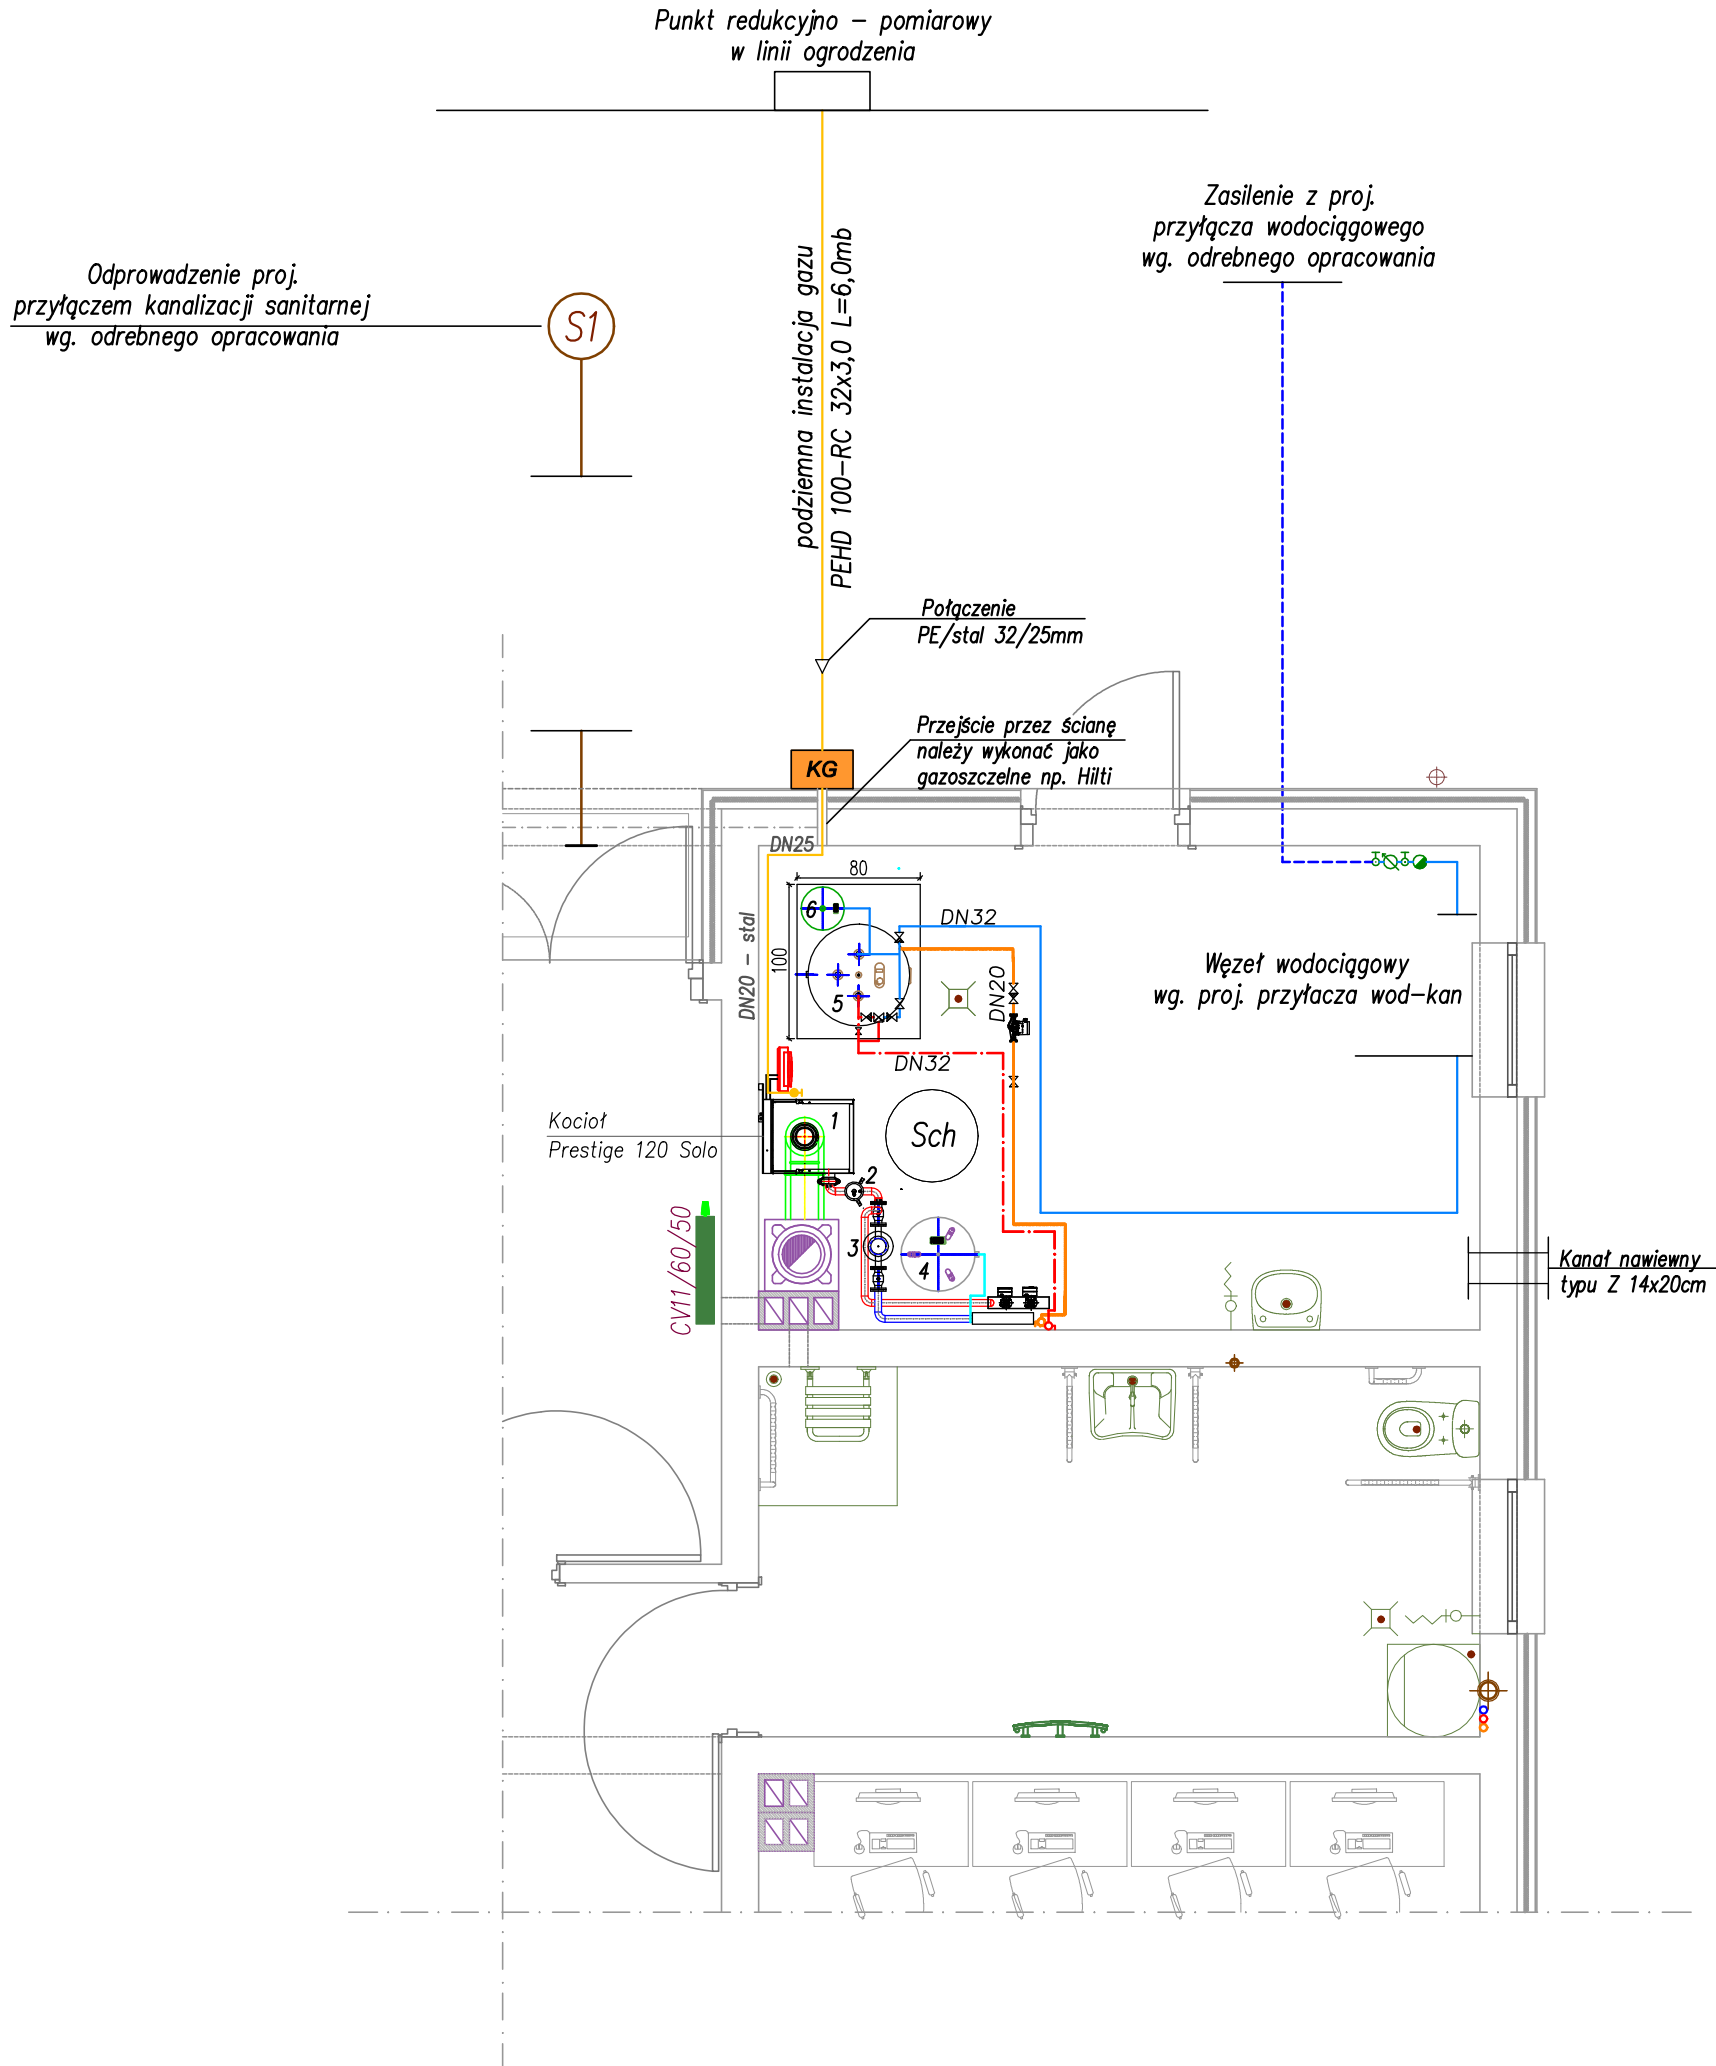 Punkt redukcyjno – pomiarowy
w linii ogrodzenia
Zasilenie z proj.
przyłącza wodociągowego
wg. odrebnego opracowania
Odprowadzenie proj.
przyłączem kanalizacji sanitarnej
wg. odrebnego opracowania
S1
podziemna instalacja gazu
PEHD 100–RC 32x3,0 L=6,0mb
Połączenie
PE/stal 32/25mm
Przejście przez ścianę
należy wykonać jako
gazoszczelne np. Hilti
KG
DN25
80
DN20 – stal
100
6
5
DN32
DN20
DN32
Węzeł wodociągowy
wg. proj. przyłacza wod–kan
Kocioł
Prestige 120 Solo
1
Sch
2
3
4
CV11/60/50
Kanał nawiewny
typu Z 14x20cm